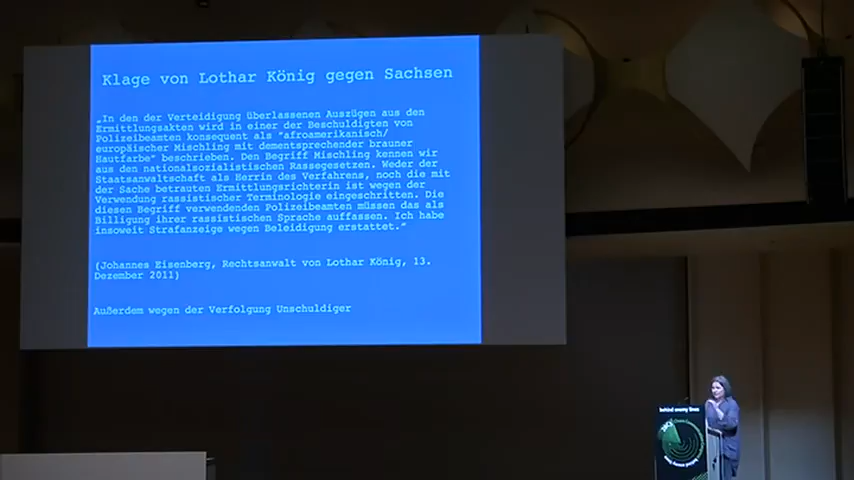 Klage von Lothar König gegen Sachsen
„In den der Verteidigung überlassenen Auszügen aus den
Ermittlungsakten wird in einer der Beschuldigten von
Polizeibeamten konsequent als "afroamerikanisch/
europäischer Mischling mit dementsprechender brauner
Hautfarbe" beschrieben. Den Begriff Mischling kennen wir
aus den nationalsozialistischen Rassegesetzen. Weder der
Staatsanwaltschaft als Herrin des Verfahrens, noch die mit
der Sache betrauten Ermittlungsrichterin ist wegen der
Verwendung rassistischer Terminologie eingeschritten. Die
diesen Begriff verwendenden Polizeibeamten müssen das als
Billigung ihrer rassistischen Sprache auffassen. Ich habe
insoweit Strafanzeige wegen Beleidigung erstattet."
(Johannes Eisenberg, Rechtsanwalt von Lothar König, 13.
Dezember 2011)
Außerdem wegen der Verfolgung Unschuldiger
behind enemy lines